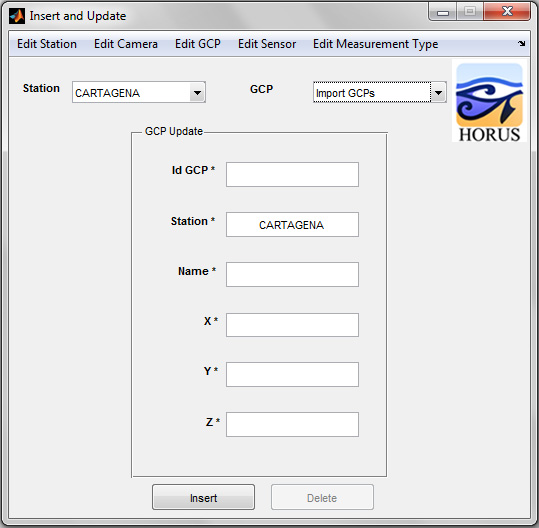 Insert and Update
Edit Station Edit Camera Edit GCP Edit Sensor Edit Measurement Type
Station CARTAGENA GCP Import GCPs
HORUS
GCP Update
Id GCP *
Station * CARTAGENA
Name *
X *
Y *
Z *
Insert Delete